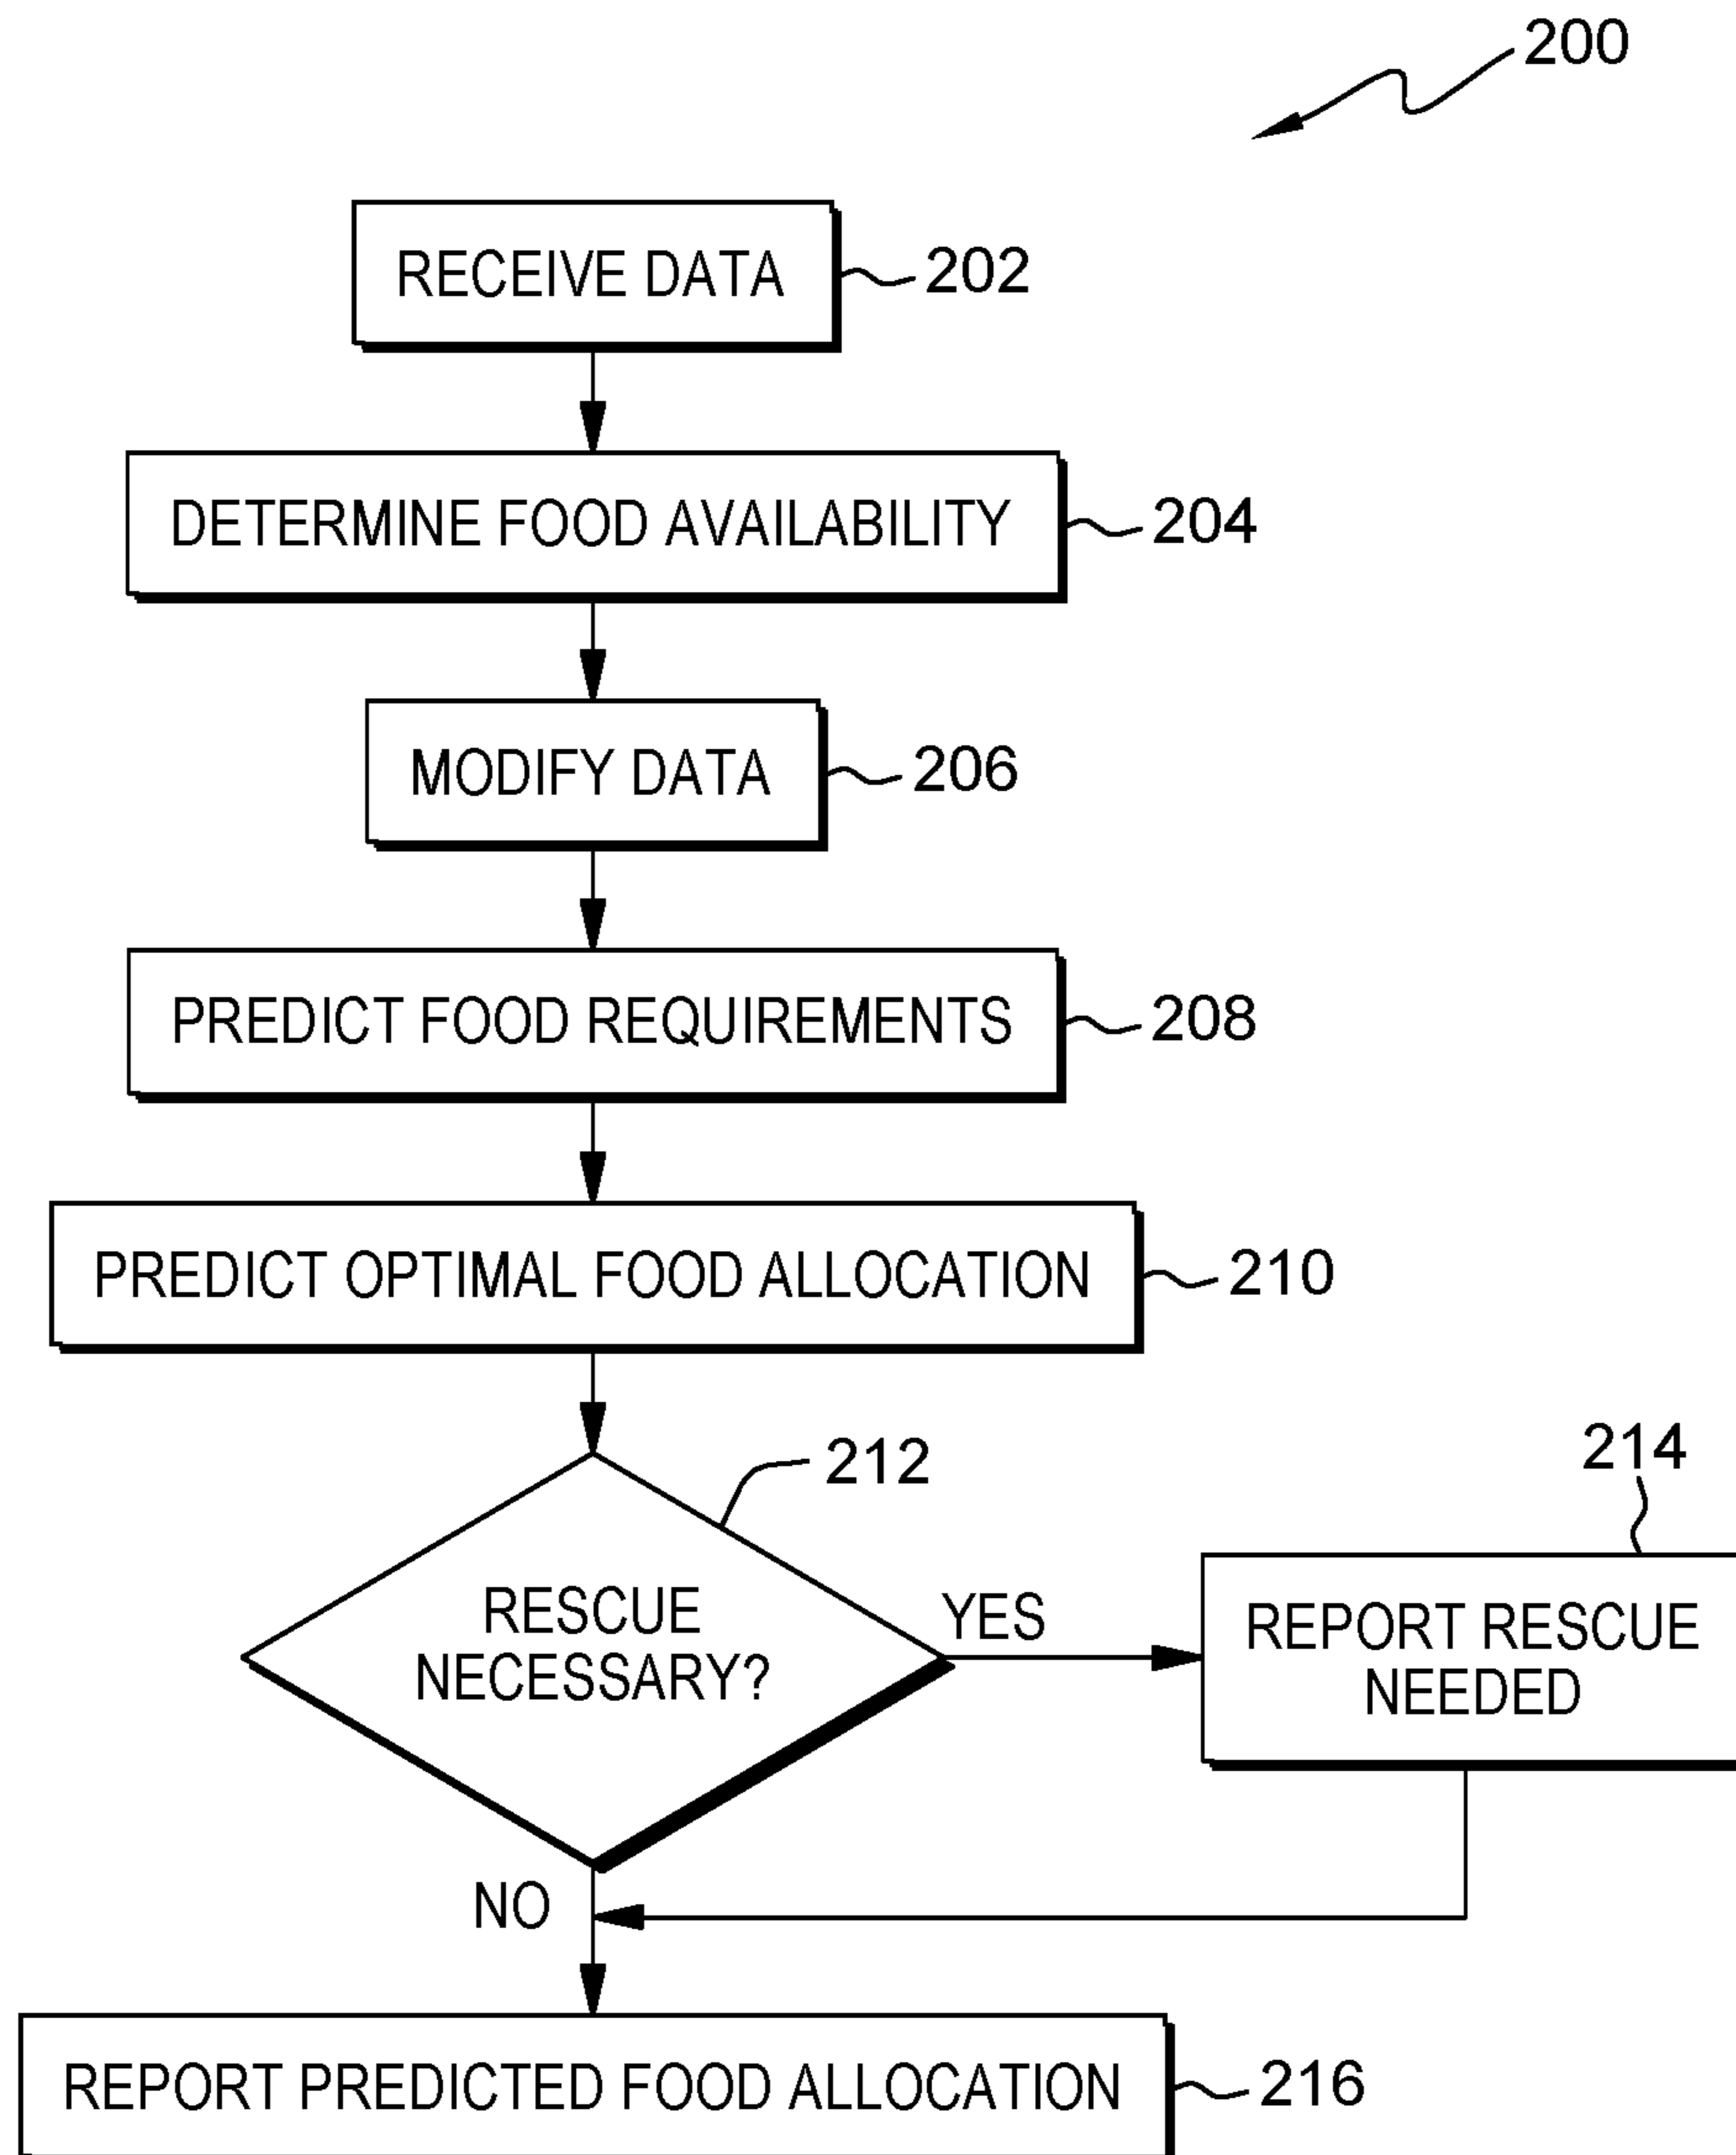 200
RECEIVE DATA
202
DETERMINE FOOD AVAILABILITY
204
MODIFY DATA
206
PREDICT FOOD REQUIREMENTS
208
PREDICT OPTIMAL FOOD ALLOCATION
210
212
RESCUE
NECESSARY?
YES
214
REPORT RESCUE
NEEDED
NO
REPORT PREDICTED FOOD ALLOCATION
216